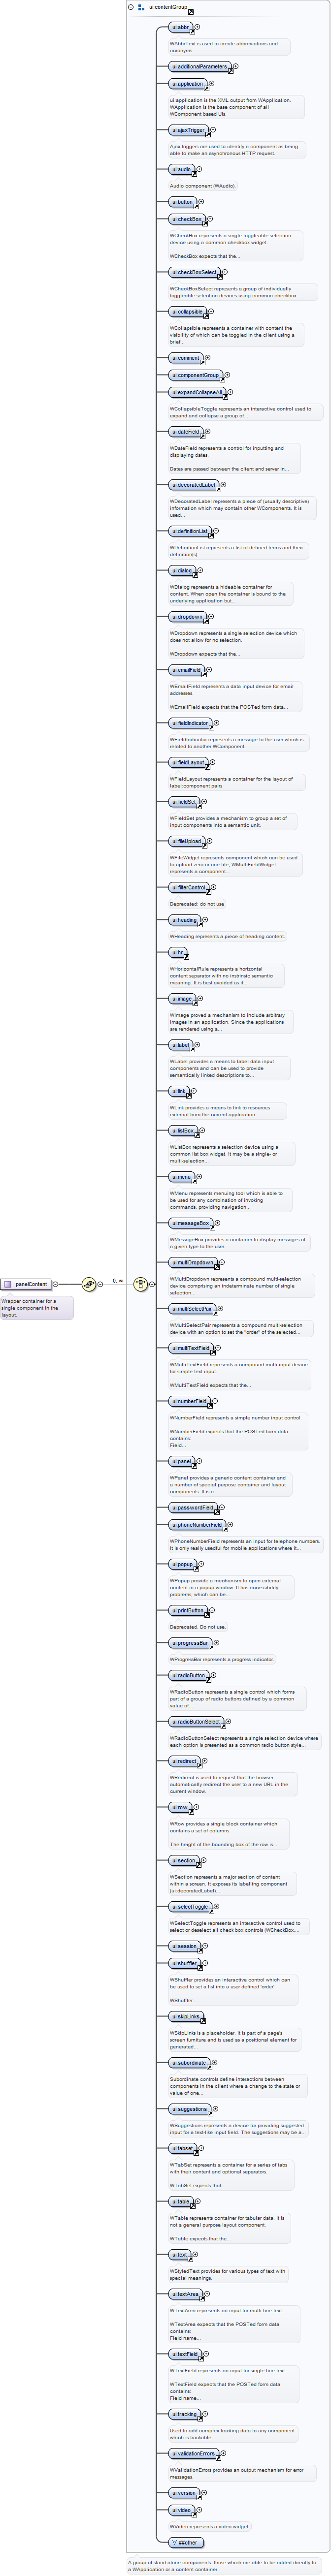 ui:contentGroup
ui:abbr
WAbbrText is used to create abbreviations and
acronyms.
ui:additionalParameters
ui:application
ui:application is the XML output from WApplication.
WApplication is the base component of all
WComponent based UIs.
ui:ajaxTrigger
Ajax triggers are used to identify a component as being
able to make an asynchronous HTTP request.
ui:audio
Audio component (WAudio).
ui:button
ui:checkBox
WCheckBox represents a single toggleable selection
device using a common checkbox widget.
WCheckBox expects that the...
ui:checkBoxSelect
WCheckBoxSelect represents a group of individually
toggleable selection devices using common checkbox...
ui:collapsible
WCollapsible represents a container with content the
visibility of which can be toggled in the client using a
brief...
ui:comment
ui:componentGroup
ui:expandCollapseAll
WCollapsibleToggle represents an interactive control used to
expand and collapse a group of...
ui:dateField
WDateField represents a control for inputting and
displaying dates.
Dates are passed between the client and server in...
ui:decoratedLabel
WDecoratedLabel represents a piece of (usually descriptive)
information which may contain other WComponents. It is
used...
ui:definitionList
WDefinitionList represents a list of defined terms and their
definition(s).
ui:dialog
WDialog represents a hideable container for
content. When open the container is bound to the
underlying application but...
ui:dropdown
WDropdown represents a single selection device which
does not allow for no selection.
WDropdown expects that the...
ui:emailField
WEmailField represents a data input device for email
addresses.
WEmailField expects that the POSTed form data...
ui:fieldIndicator
WFieldIndicator represents a message to the user which is
related to another WComponent.
ui:fieldLayout
WFieldLayout represents a container for the layout of
label:component pairs.
ui:fieldSet
WFieldSet provides a mechanism to group a set of
input components into a semantic unit.
ui:fileUpload
WFileWidget represents component which can be used
to upload zero or one file; WMultiFileWidget
represents a component...
ui:filterControl
Deprecated: do not use.
ui:heading
WHeading represents a piece of heading content.
ui:hr
WHorizontalRule represents a horizontal
content separator with no instrinsic semantic
meaning. It is best avoided as it...
ui:image
WImage proved a mechanism to include arbitrary
images in an application. Since the applications
are rendered using a...
ui:label
WLabel provides a means to label data input
components and can be used to provide
semantically linked descriptions to...
ui:link
WLink provides a means to link to resources
external from the current application.
ui:listBox
WListBox represents a selection device using a
common list box widget. It may be a single- or
multi-selection...
ui:menu
WMenu represents menuing tool which is able to
be used for any combination of invoking
commands, providing navigation...
ui:messageBox
WMessageBox provides a container to display messages of
a given type to the user.
ui:multiDropdown
WMultiDropdown represents a compound multi-selection
device comprising an indeterminate number of single
selection...
ui:multiSelectPair
WMultiSelectPair represents a compound multi-selection
device with an option to set the "order" of the selected...
ui:multiTextField
WMultiTextField represents a compound multi-input device
for simple text input.
WMultiTextField expects that the...
ui:numberField
WNumberField represents a simple number input control.
WNumberField expects that the POSTed form data
contains:
Field...
ui:panel
WPanel provides a generic content container and
a number of special purpose container and layout
components. It is a...
ui:passwordField
ui:phoneNumberField
WPhoneNumberField represents an input for telephone numbers.
It is only really usedful for mobile applications where it...
ui:popup
WPopup provide a mechanism to open external
content in a popup window. It has accessibility
problems, which can be...
ui:printButton
Deprecated. Do not use.
ui:progressBar
WProgressBar represents a progress indicator.
ui:radioButton
WRadioButton represents a single control which forms
part of a group of radio buttons defined by a common
value of...
ui:radioButtonSelect
WRadioButtonSelect represents a single selection device where
each option is presented as a common radio button style...
ui:redirect
WRedirect is used to request that the browser
automatically redirect the user to a new URL in the
current window.
ui:row
WRow provides a single block container which
contains a set of columns.
The height of the bounding box of the row is...
ui:section
WSection represents a major section of content
within a screen. It exposes its labelling component
(ui:decoratedLabel)...
ui:selectToggle
WSelectToggle represents an interactive control used to
select or deselect all check box controls (WCheckBox,...
ui:session
ui:shuffler
WShuffler provides an interactive control which can
be used to set a list into a user defined 'order'.
WShuffler...
ui:skipLinks
WSkipLinks is a placeholder. It is part of a page's
screen furniture and is used as a positional element for
generated...
ui:subordinate
Subordinate controls define interactions between
components in the client where a change to the state or
value of one...
ui:suggestions
WSuggestions represents a device for providing suggested
input for a text-like input field. The suggestions may be a...
ui:tabset
WTabSet represents a container for a series of tabs
with their content and optional separators.
WTabSet expects that...
ui:table
WTable represents container for tabular data. It is
not a general purpose layout component.
WTable expects that the...
ui:text
WStyledText provides for various types of text with
special meanings.
ui:textArea
WTextArea represents an input for multi-line text.
WTextArea expects that the POSTed form data
contains:
Field name...
ui:textField
WTextField represents an input for single-line text.
WTextField expects that the POSTed form data
contains:
Field name...
ui:tracking
Used to add complex tracking data to any component
which is trackable.
ui:validationErrors
WValidationErrors provides an output mechanism for error
messages.
ui:version
ui:video
WVideo represents a video widget.
##other
panelContent
0..∞
Wrapper container for a
single component in the
layout.
A group of stand-alone components: those which are able to be added directly to
a WApplication or a content container.